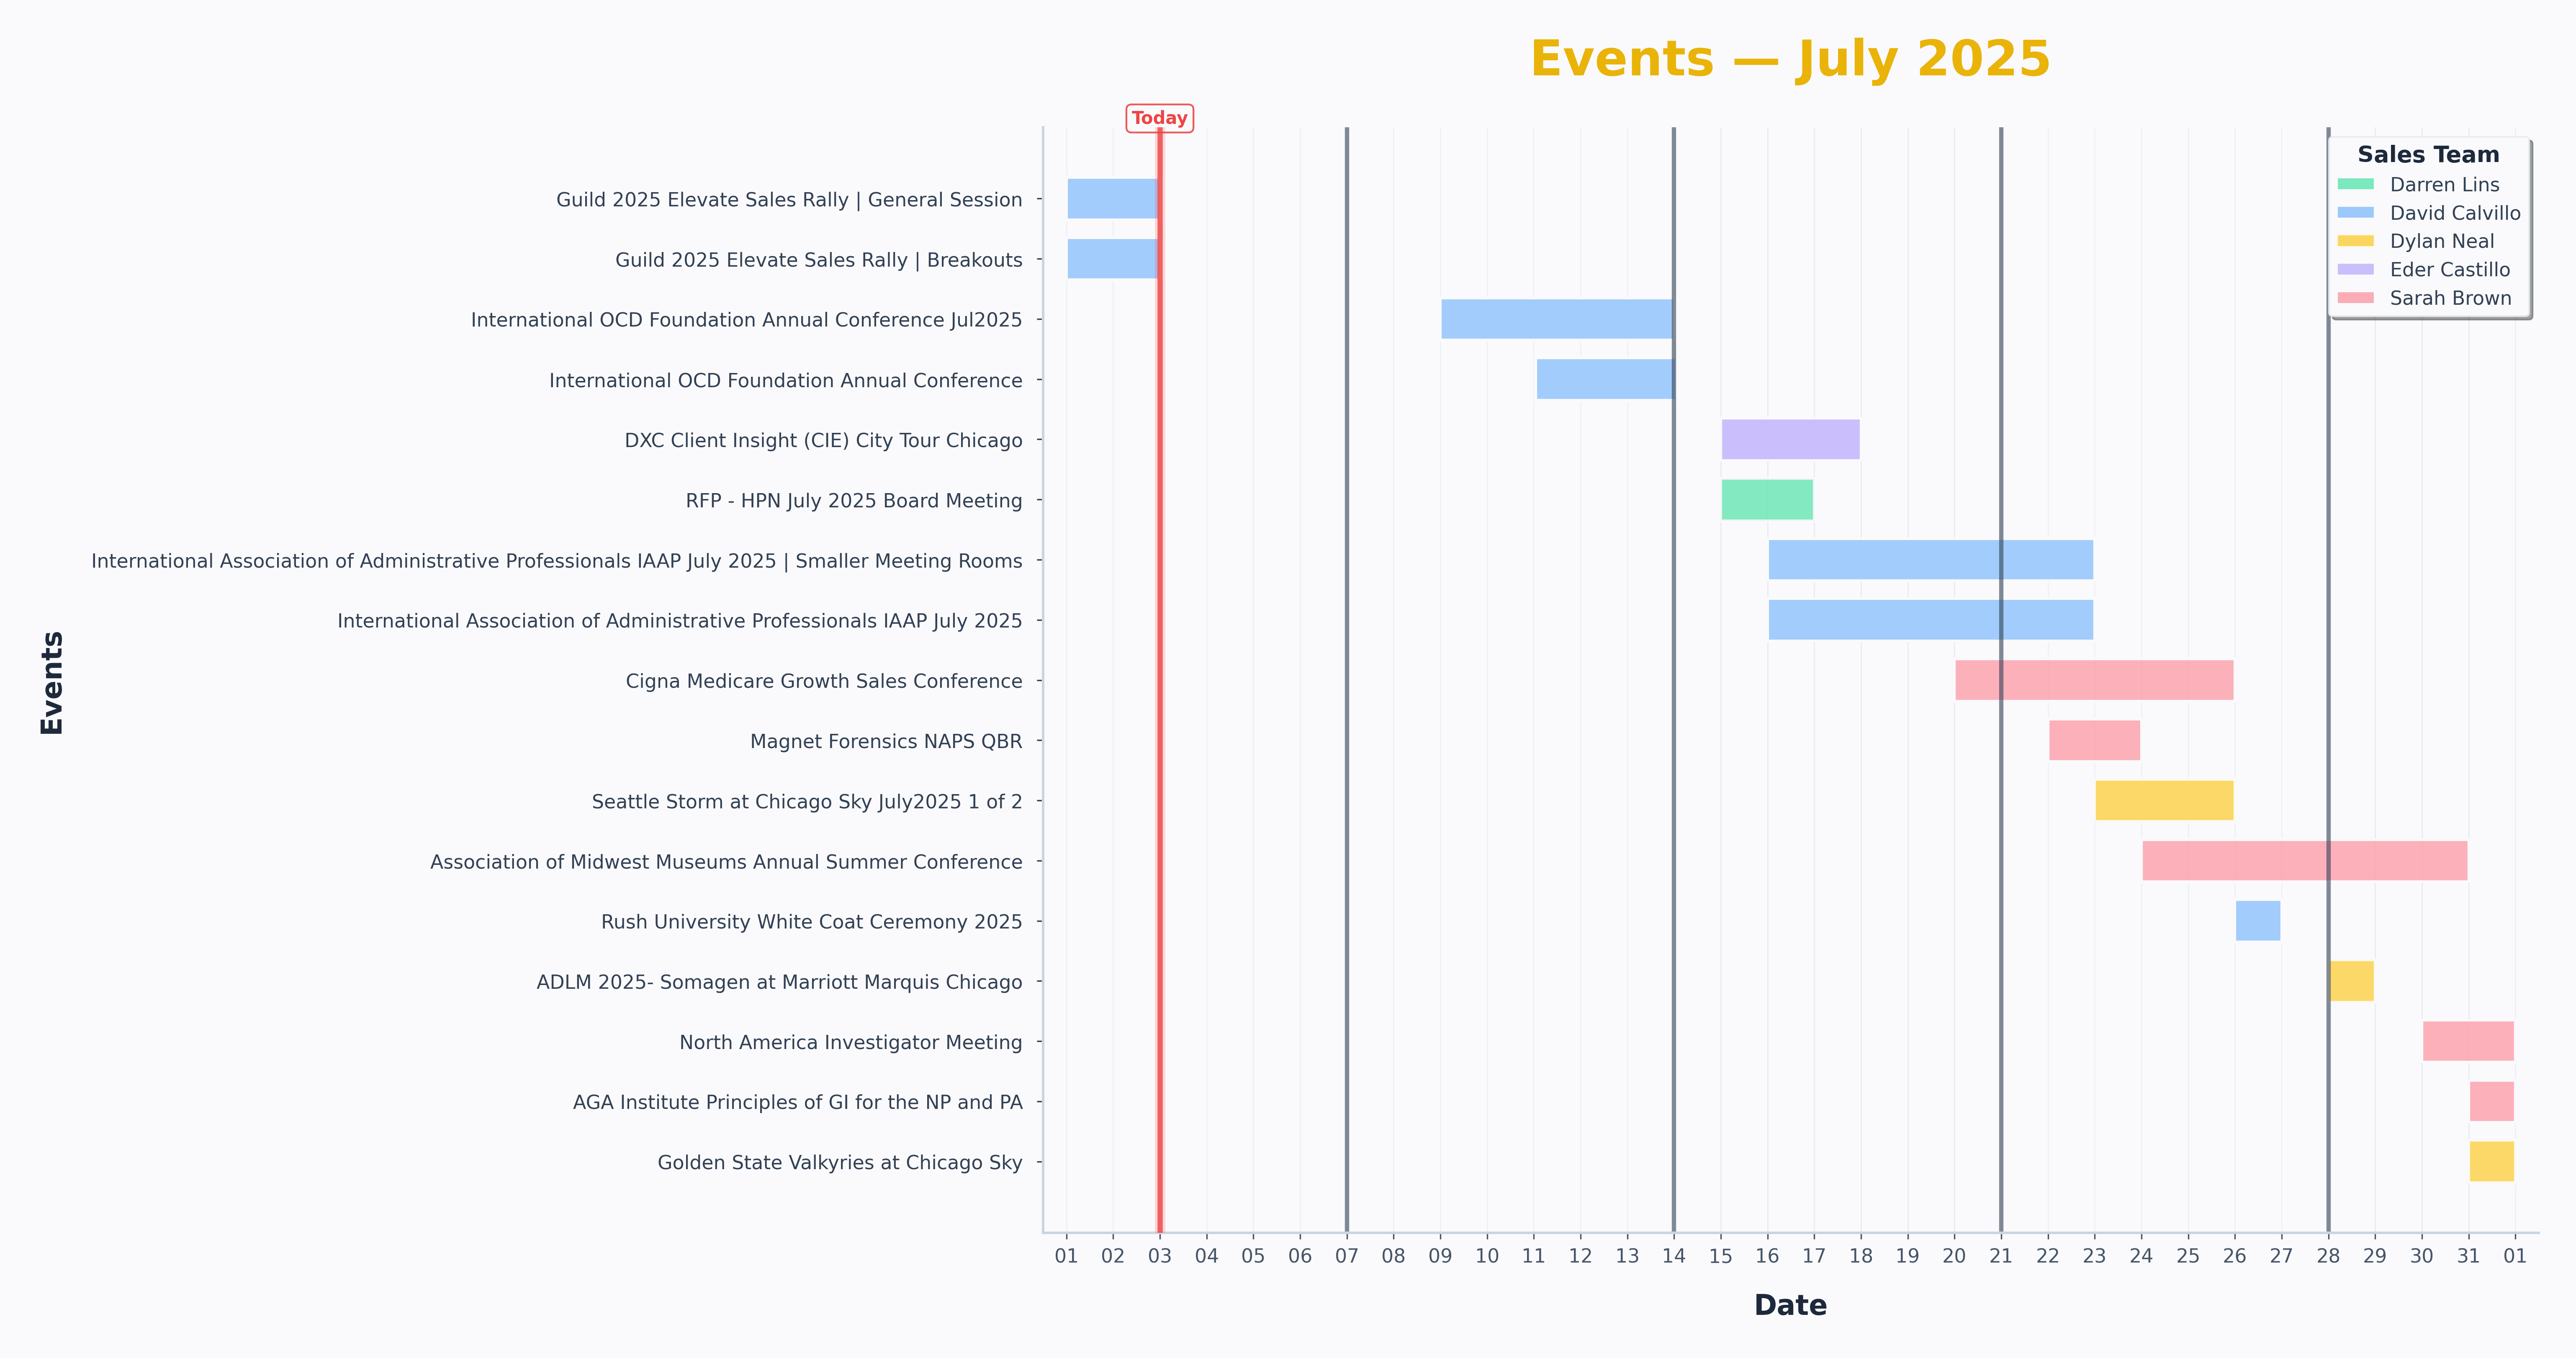 Events — July 2025
Today
Sales Team
Darren Lins
David Calvillo
Dylan Neal
Eder Castillo
Sarah Brown
Events
Guild 2025 Elevate Sales Rally | General Session
Guild 2025 Elevate Sales Rally | Breakouts
International OCD Foundation Annual Conference Jul2025
International OCD Foundation Annual Conference
DXC Client Insight (CIE) City Tour Chicago
RFP - HPN July 2025 Board Meeting
International Association of Administrative Professionals IAAP July 2025 | Smaller Meeting Rooms
International Association of Administrative Professionals IAAP July 2025
Cigna Medicare Growth Sales Conference
Magnet Forensics NAPS QBR
Seattle Storm at Chicago Sky July2025 1 of 2
Association of Midwest Museums Annual Summer Conference
Rush University White Coat Ceremony 2025
ADLM 2025- Somagen at Marriott Marquis Chicago
North America Investigator Meeting
AGA Institute Principles of GI for the NP and PA
Golden State Valkyries at Chicago Sky
01 02 03 04 05 06 07 08 09 10 11 12 13 14 15 16 17 18 19 20 21 22 23 24 25 26 27 28 29 30 31 01
Date